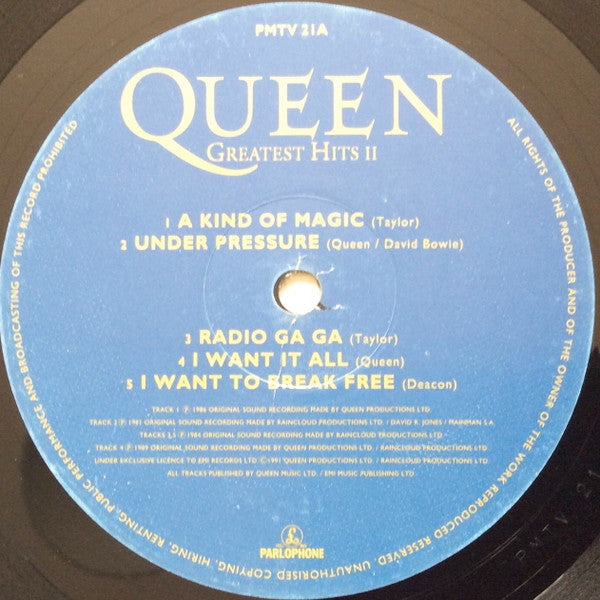 PMTV 21A
QUEEN
GREATEST HITS II
1 A KIND OF MAGIC (Taylor)
2 UNDER PRESSURE (Queen / David Bowie)
3 RADIO GA GA (Taylor)
4 I WANT IT ALL (Queen)
5 I WANT TO BREAK FREE (Deacon)
TRACK 1 ℗ 1986 ORIGINAL SOUND RECORDING MADE BY QUEEN PRODUCTIONS LTD.
TRACK 2 ℗ 1981 ORIGINAL SOUND RECORDING MADE BY RAINCLOUD PRODUCTIONS LTD. / DAVID R. JONES / MAINMAN S.A.
TRACKS 3,5 ℗ 1984 ORIGINAL SOUND RECORDING MADE BY RAINCLOUD PRODUCTIONS LTD.
TRACK 4 ℗ 1989 ORIGINAL SOUND RECORDING MADE BY QUEEN PRODUCTIONS LTD. / RAINCLOUD PRODUCTIONS LTD.
UNDER EXCLUSIVE LICENCE TO EMI RECORDS LTD © 1991 QUEEN PRODUCTIONS LTD. / RAINCLOUD PRODUCTIONS LTD.
ALL TRACKS PUBLISHED BY QUEEN MUSIC LTD. / EMI MUSIC PUBLISHING LTD.
PARLOPHONE
ALL RIGHTS OF THE PRODUCER AND OF THE OWNER OF THE WORK REPRODUCED RESERVED. UNAUTHORISED COPYING, HIRING, RENTING, PUBLIC PERFORMANCE AND BROADCASTING OF THIS RECORD PROHIBITED
PMTV 21